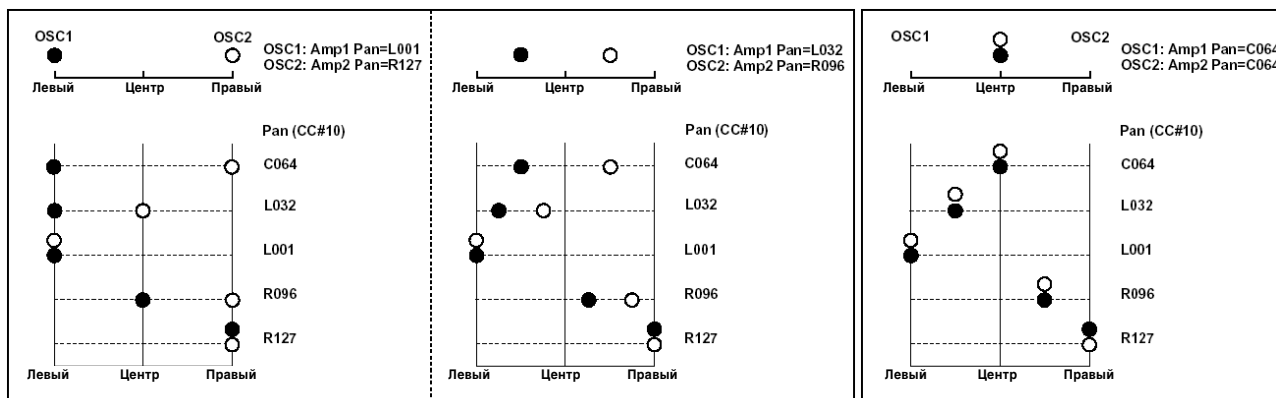 OSC1 OSC2
OSC1: Amp1 Pan=L001
OSC2: Amp2 Pan=R127
Левый Центр Правый
Pan (CC#10)
C064
L032
L001
R096
R127
Левый Центр Правый
OSC1: Amp1 Pan=L032
OSC2: Amp2 Pan=R096
Левый Центр Правый
Pan (CC#10)
C064
L032
L001
R096
R127
Левый Центр Правый
OSC1 OSC2
OSC1: Amp1 Pan=C064
OSC2: Amp2 Pan=C064
Левый Центр Правый
Pan (CC#10)
C064
L032
L001
R096
R127
Левый Центр Правый